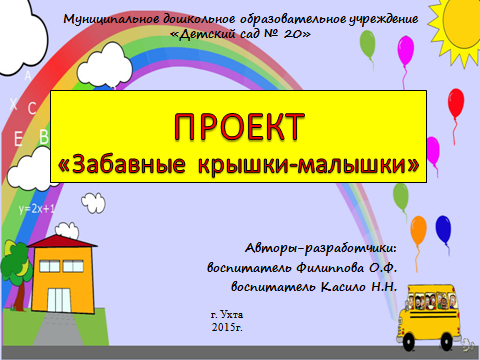 Муниципальное дошкольное образовательное учреждение
«Детский сад № 20»
ПРОЕКТ
«Забавные крышки-малышки»
A
X C
E B
y=2x+1
Авторы-разработчики:
воспитатель Филиппова О.Ф.
воспитатель Касило Н.Н.
г. Ухта
2015г.